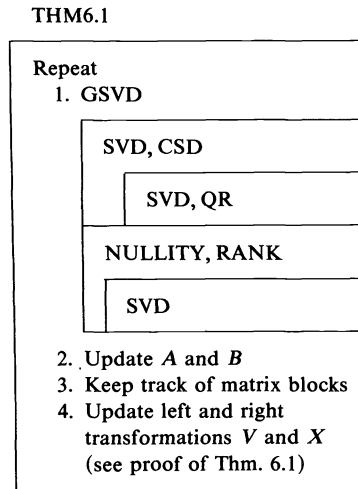 THM6.1
Repeat
1. GSVD
SVD, CSD
SVD, QR
NULLITY, RANK
SVD
2. Update A and B
3. Keep track of matrix blocks
4. Update left and right
transformations V and X
(see proof of Thm. 6.1)